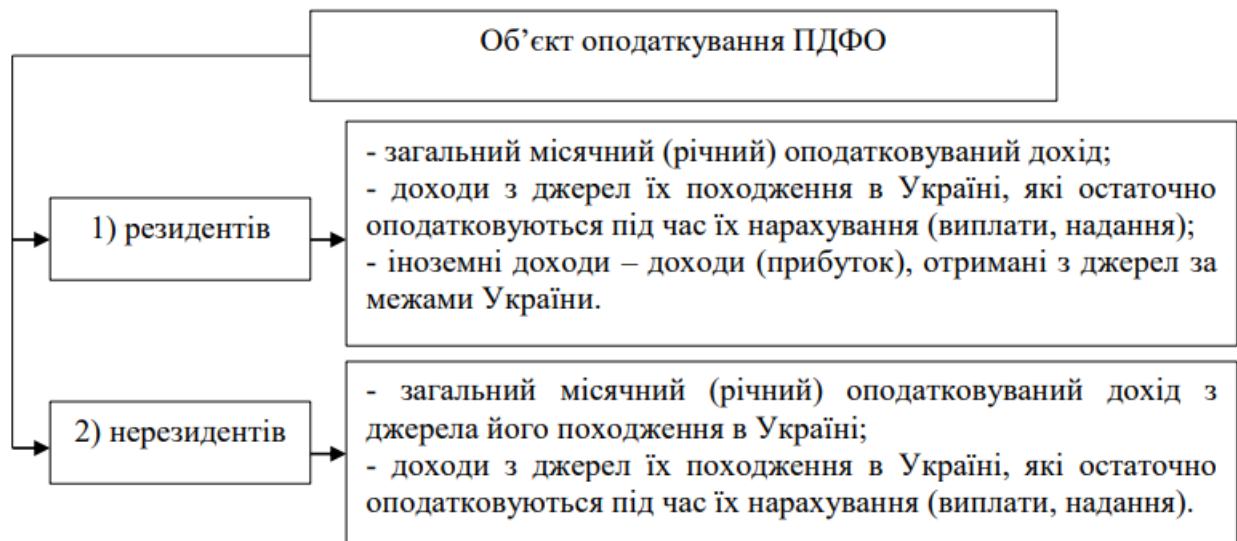 Об’єкт оподаткування ПДФО
1) резидентів
- загальний місячний (річний) оподатковуваний дохід;
- доходи з джерел їх походження в Україні, які остаточно
оподатковуються під час їх нарахування (виплати, надання);
- іноземні доходи – доходи (прибуток), отримані з джерел за
межами України.
2) нерезидентів
- загальний місячний (річний) оподатковуваний дохід з
джерела його походження в Україні;
- доходи з джерел їх походження в Україні, які остаточно
оподатковуються під час їх нарахування (виплати, надання).